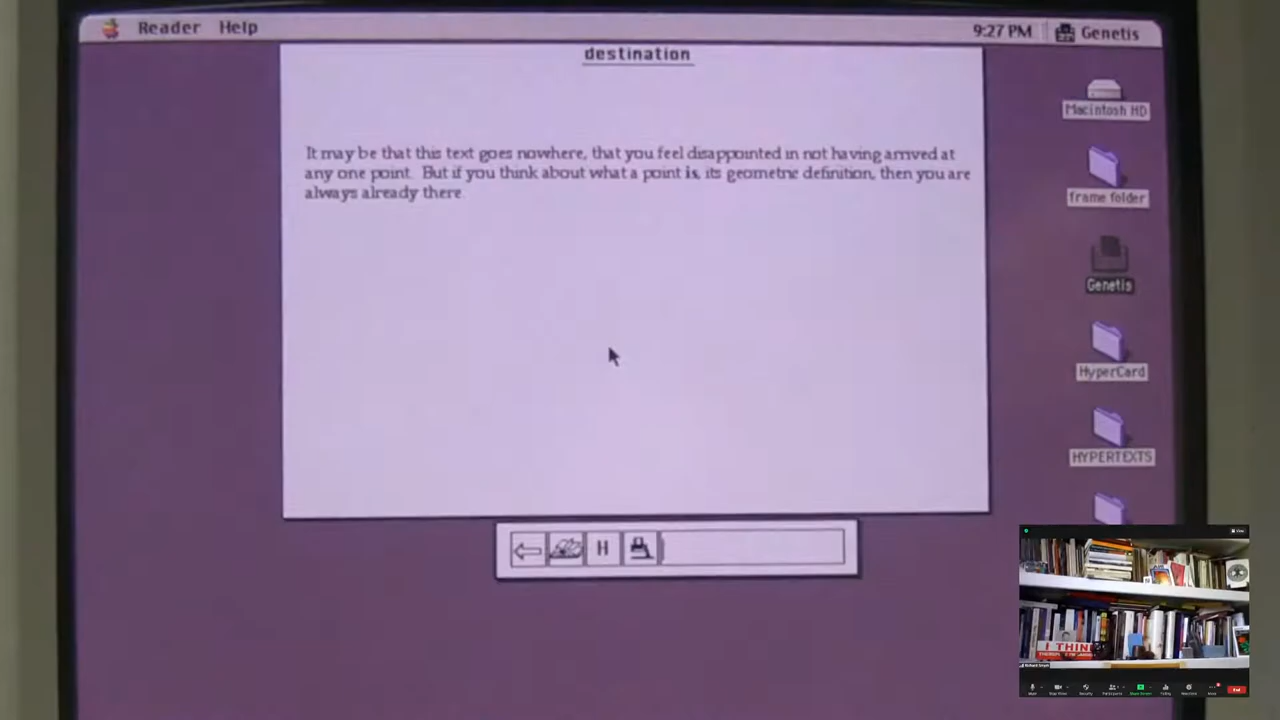 Reader Help 9:27 PM Genetis
destination
It may be that this text goes nowhere, that you feel disappointed in not having arrived at
any one point. But if you think about what a point is, its geometric definition, then you are
always already there.
Macintosh HD
frame folder
Genetis
HyperCard
HYPERTEXTS
H
I THIN